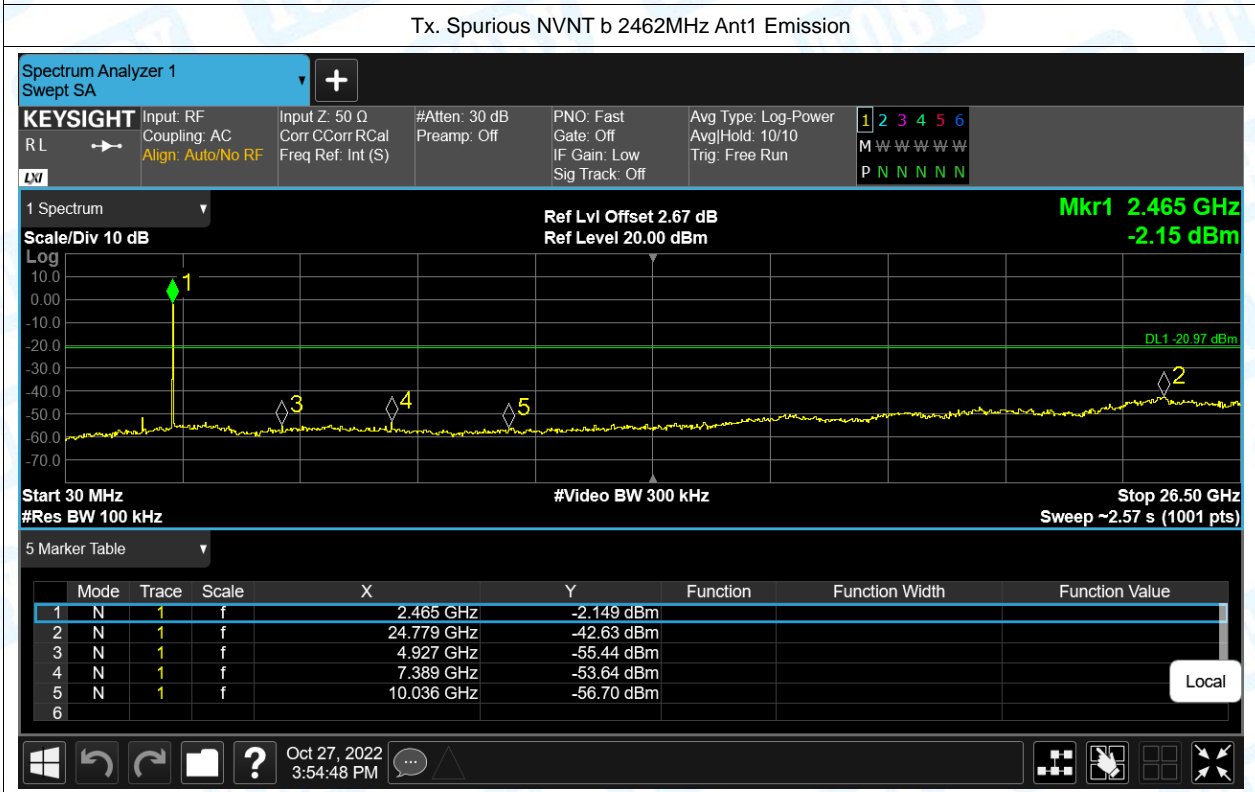 Tx. Spurious NVNT b 2462MHz Ant1 Emission
Spectrum Analyzer 1
Swept SA
KEYSIGHT
R L
LXI
Input: RF
Coupling: AC
Align: Auto/No RF
Input Z: 50 Ω
Corr CCorr RCal
Freq Ref: Int (S)
#Atten: 30 dB
Preamp: Off
PNO: Fast
Gate: Off
IF Gain: Low
Sig Track: Off
Avg Type: Log-Power
Avg|Hold: 10/10
Trig: Free Run
1 2 3 4 5 6
M W W W W W
P N N N N N
1 Spectrum
Scale/Div 10 dB
Ref Lvl Offset 2.67 dB
Ref Level 20.00 dBm
Mkr1 2.465 GHz
-2.15 dBm
Log
10.0
0.00
-10.0
-20.0
-30.0
-40.0
-50.0
-60.0
-70.0
1
DL1 -20.97 dBm
2
3
4
5
Start 30 MHz
#Video BW 300 kHz
Stop 26.50 GHz
#Res BW 100 kHz
Sweep ~2.57 s (1001 pts)
5 Marker Table
Mode Trace Scale X Y Function Function Width Function Value
1 N 1 f 2.465 GHz -2.149 dBm
2 N 1 f 24.779 GHz -42.63 dBm
3 N 1 f 4.927 GHz -55.44 dBm
4 N 1 f 7.389 GHz -53.64 dBm
5 N 1 f 10.036 GHz -56.70 dBm
6
Local
?
Oct 27, 2022
3:54:48 PM